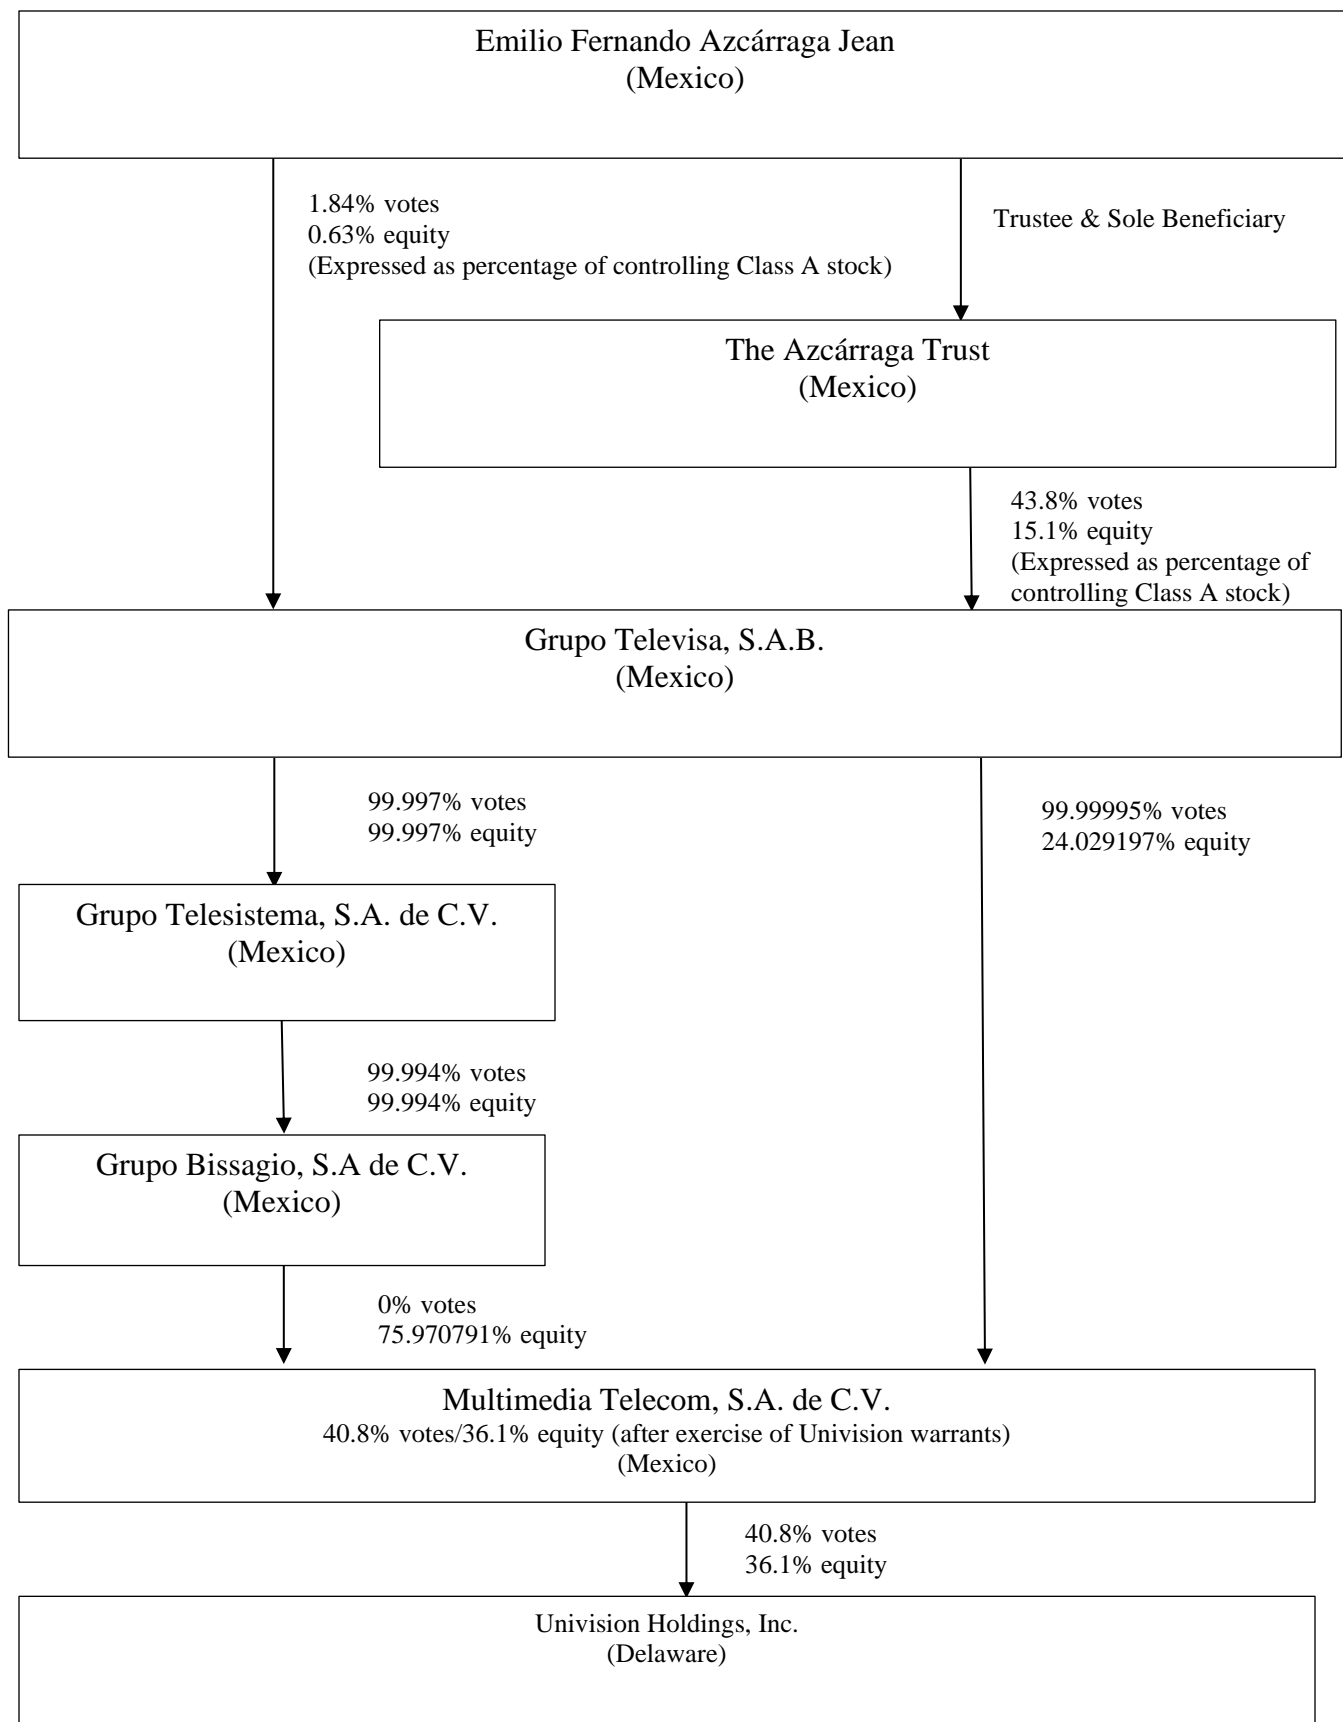 Emilio Fernando Azcárraga Jean
(Mexico)
1.84% votes
0.63% equity
(Expressed as percentage of controlling Class A stock)
Trustee & Sole Beneficiary
The Azcárraga Trust
(Mexico)
43.8% votes
15.1% equity
(Expressed as percentage of
controlling Class A stock)
Grupo Televisa, S.A.B.
(Mexico)
99.997% votes
99.997% equity
99.99995% votes
24.029197% equity
Grupo Telesistema, S.A. de C.V.
(Mexico)
99.994% votes
99.994% equity
Grupo Bissagio, S.A de C.V.
(Mexico)
0% votes
75.970791% equity
Multimedia Telecom, S.A. de C.V.
40.8% votes/36.1% equity (after exercise of Univision warrants)
(Mexico)
40.8% votes
36.1% equity
Univision Holdings, Inc.
(Delaware)